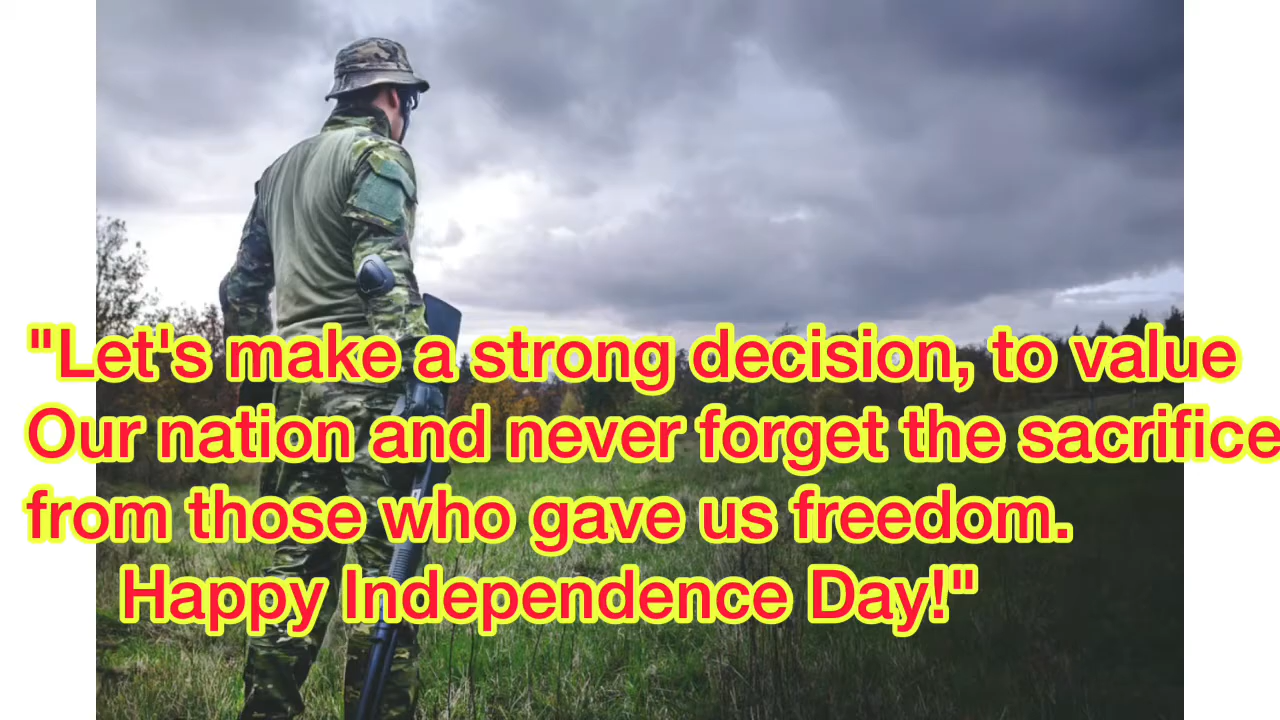 "Let's make a strong decision, to value
Our nation and never forget the sacrifice
from those who gave us freedom.
Happy Independence Day!"